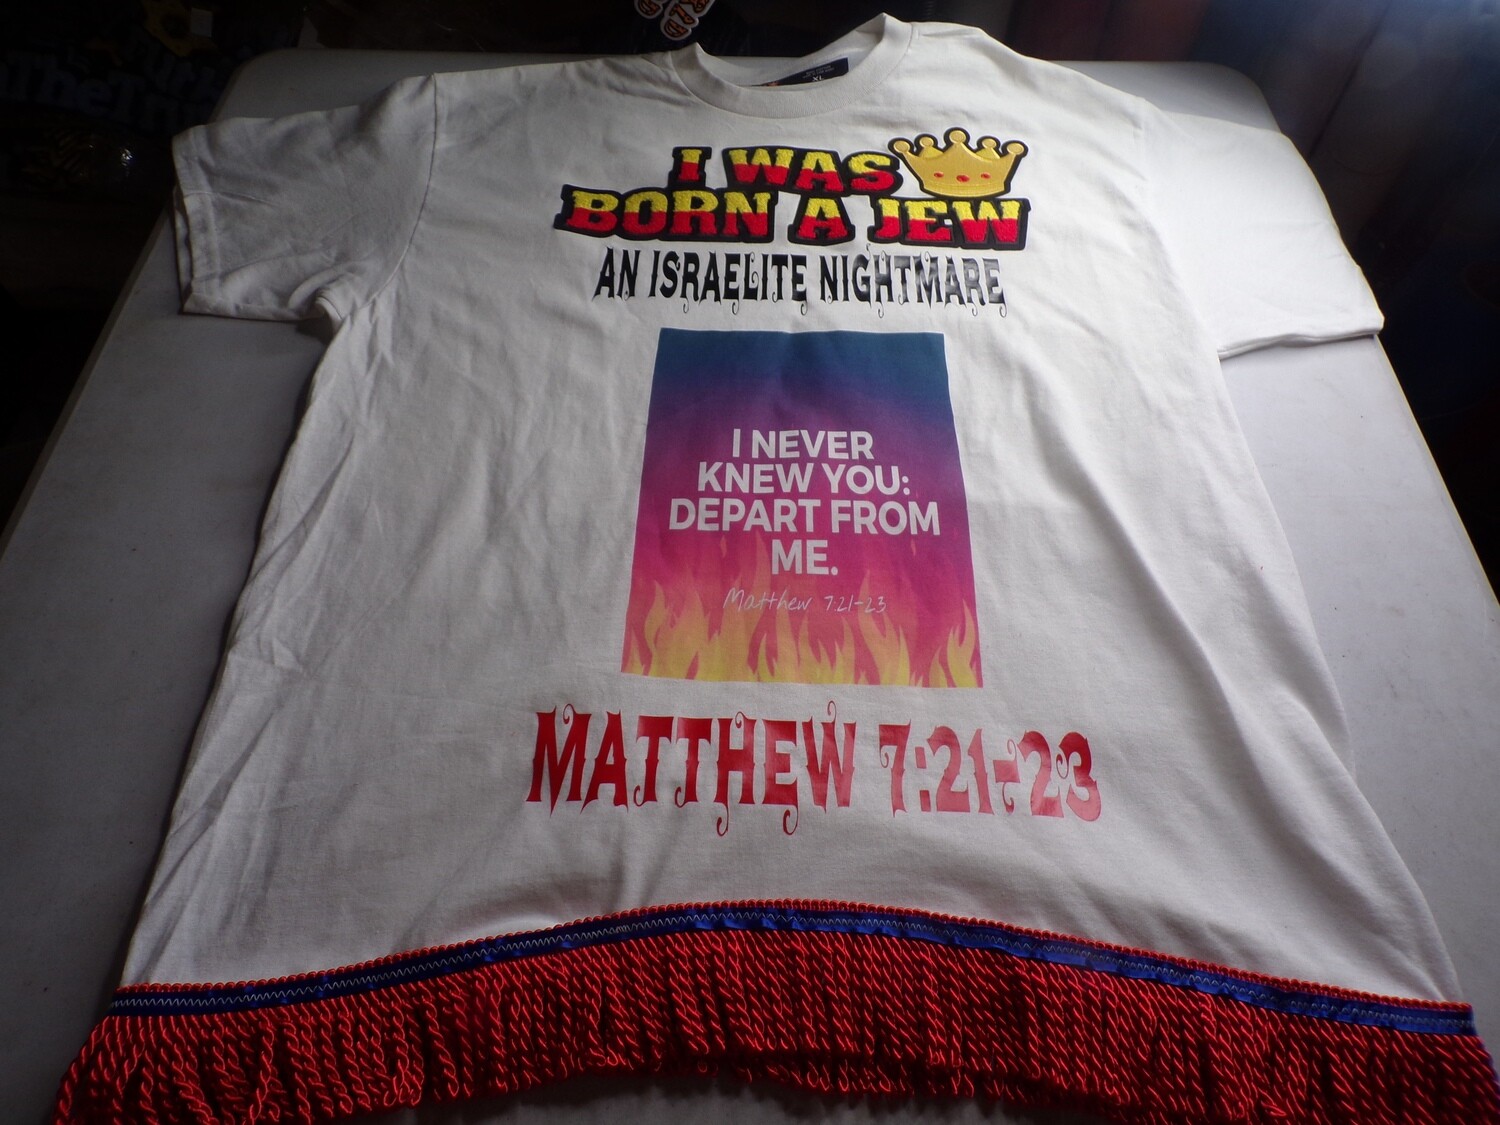 XL
I WAS
BORN A JEW
AN ISRAELITE NIGHTMARE
I NEVER
KNEW YOU:
DEPART FROM
ME.
Matthew 7:21-23
MATTHEW 7:21-23